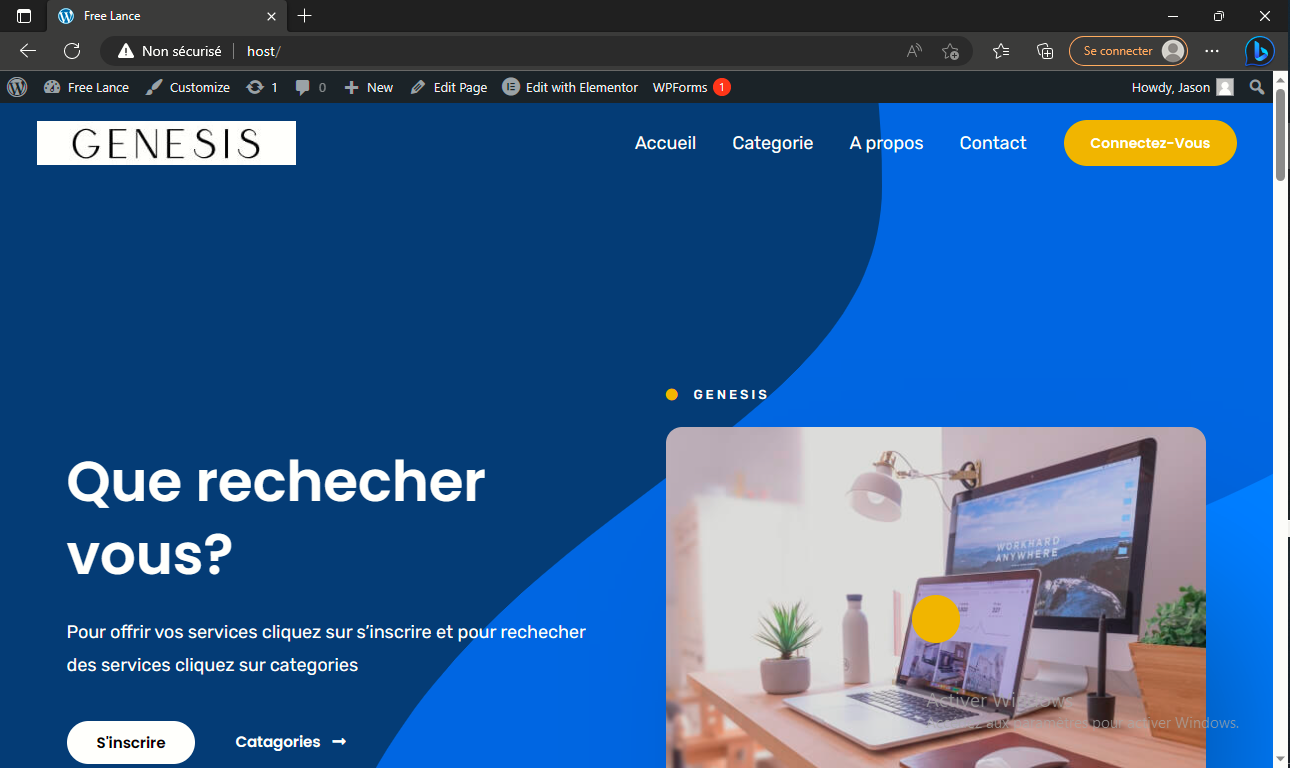 Free Lance
Non sécurisé host/
Se connecter
Free Lance Customize 1 0 New Edit Page Edit with Elementor WPForms 1 Howdy, Jason
GENESIS
Accueil Categorie A propos Contact Connectez-Vous
GENESIS
Que rechecher
vous?
Pour offrir vos services cliquez sur s'inscrire et pour rechecher
des services cliquez sur categories
S'inscrire Catagories →
WORKHARD
ANYWHERE
Activer Windows
aux paramètres pour activer Windows.